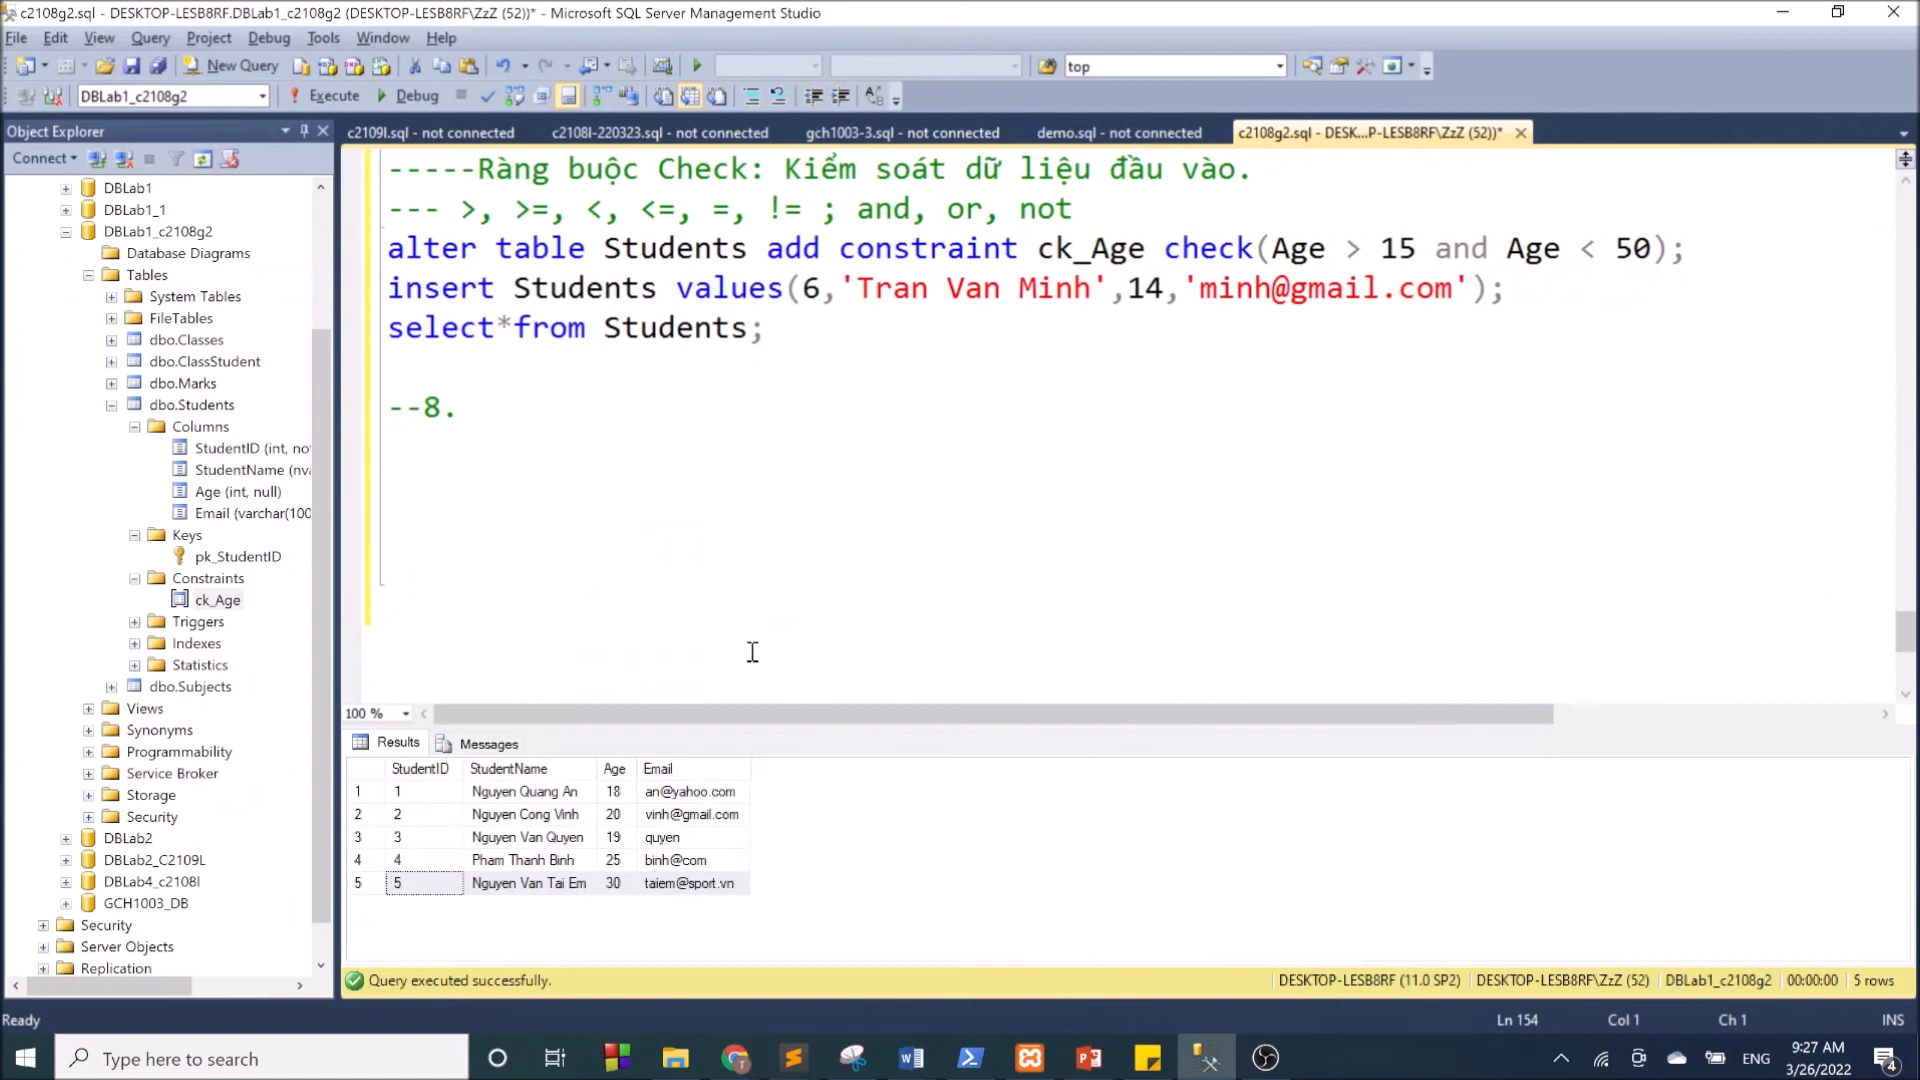 c2108g2.sql - DESKTOP-LESB8RF.DBLab1_c2108g2 (DESKTOP-LESB8RF\ZzZ (52))* - Microsoft SQL Server Management Studio
File Edit View Query Project Debug Tools Window Help
New Query top
DBLab1_c2108g2 Execute Debug
Object Explorer
c2109l.sql - not connected c2108l-220323.sql - not connected gch1003-3.sql - not connected demo.sql - not connected c2108g2.sql - DESK...P-LESB8RF\ZzZ (52))*
Connect
DBLab1
DBLab1_1
DBLab1_c2108g2
Database Diagrams
Tables
System Tables
FileTables
dbo.Classes
dbo.ClassStudent
dbo.Marks
dbo.Students
Columns
StudentID (int, no
StudentName (nv
Age (int, null)
Email (varchar(100
Keys
pk_StudentID
Constraints
ck_Age
Triggers
Indexes
Statistics
dbo.Subjects
Views
Synonyms
Programmability
Service Broker
Storage
Security
DBLab2
DBLab2_C2109L
DBLab4_c2108l
GCH1003_DB
Security
Server Objects
Replication
-----Ràng buộc Check: Kiểm soát dữ liệu đầu vào.
--- >, >=, <, <=, =, != ; and, or, not
alter table Students add constraint ck_Age check(Age > 15 and Age < 50);
insert Students values(6,'Tran Van Minh',14,'minh@gmail.com');
select*from Students;
--8.
100 %
Results Messages
StudentID StudentName Age Email
1 1 Nguyen Quang An 18 an@yahoo.com
2 2 Nguyen Cong Vinh 20 vinh@gmail.com
3 3 Nguyen Van Quyen 19 quyen
4 4 Pham Thanh Binh 25 binh@com
5 5 Nguyen Van Tai Em 30 taiem@sport.vn
Query executed successfully. DESKTOP-LESB8RF (11.0 SP2) DESKTOP-LESB8RF\ZzZ (52) DBLab1_c2108g2 00:00:00 5 rows
Ready Ln 154 Col 1 Ch 1 INS
Type here to search ENG 9:27 AM
3/26/2022 4